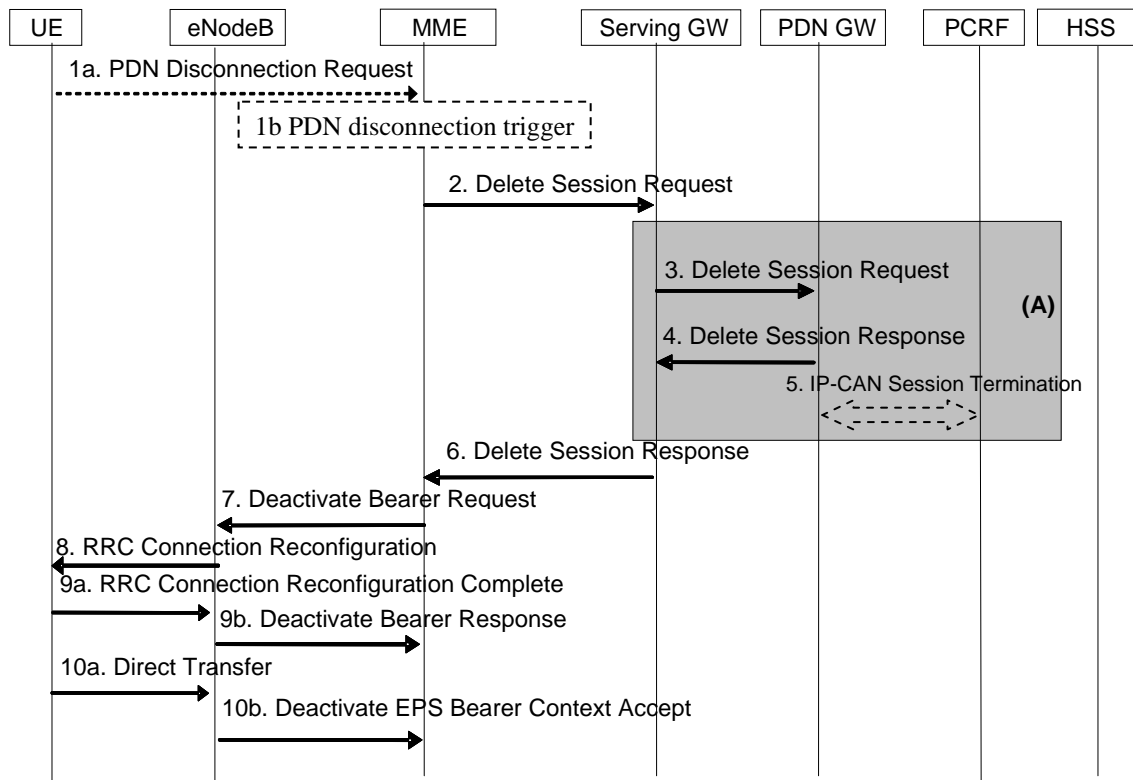 UE eNodeB MME Serving GW PDN GW PCRF HSS
1a. PDN Disconnection Request
1b PDN disconnection trigger
2. Delete Session Request
3. Delete Session Request
(A)
4. Delete Session Response
5. IP-CAN Session Termination
6. Delete Session Response
7. Deactivate Bearer Request
8. RRC Connection Reconfiguration
9a. RRC Connection Reconfiguration Complete
9b. Deactivate Bearer Response
10a. Direct Transfer
10b. Deactivate EPS Bearer Context Accept